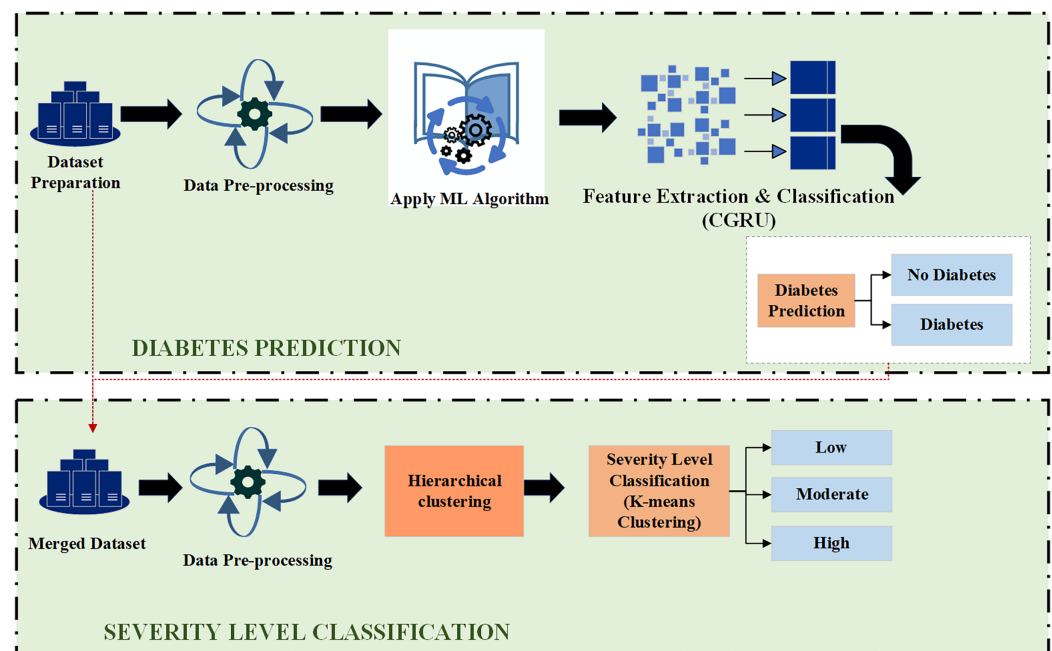 Dataset
Preparation
Data Pre-processing
Apply ML Algorithm
Feature Extraction & Classification
(CGRU)
Diabetes
Prediction
No Diabetes
Diabetes
DIABETES PREDICTION
Merged Dataset
Data Pre-processing
Hierarchical
clustering
Severity Level
Classification
(K-means
Clustering)
Low
Moderate
High
SEVERITY LEVEL CLASSIFICATION